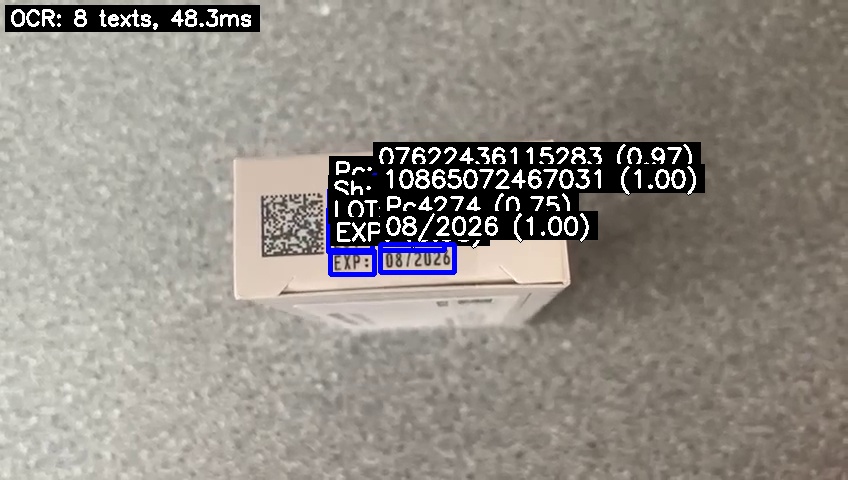 OCR: 8 texts, 48.3ms
Pc: 07622436115283 (0.97)
Sh: 10865072467031 (1.00)
LOT: Pc4274 (0.75)
EXP 08/2026 (1.00)
EXP: 08/2026